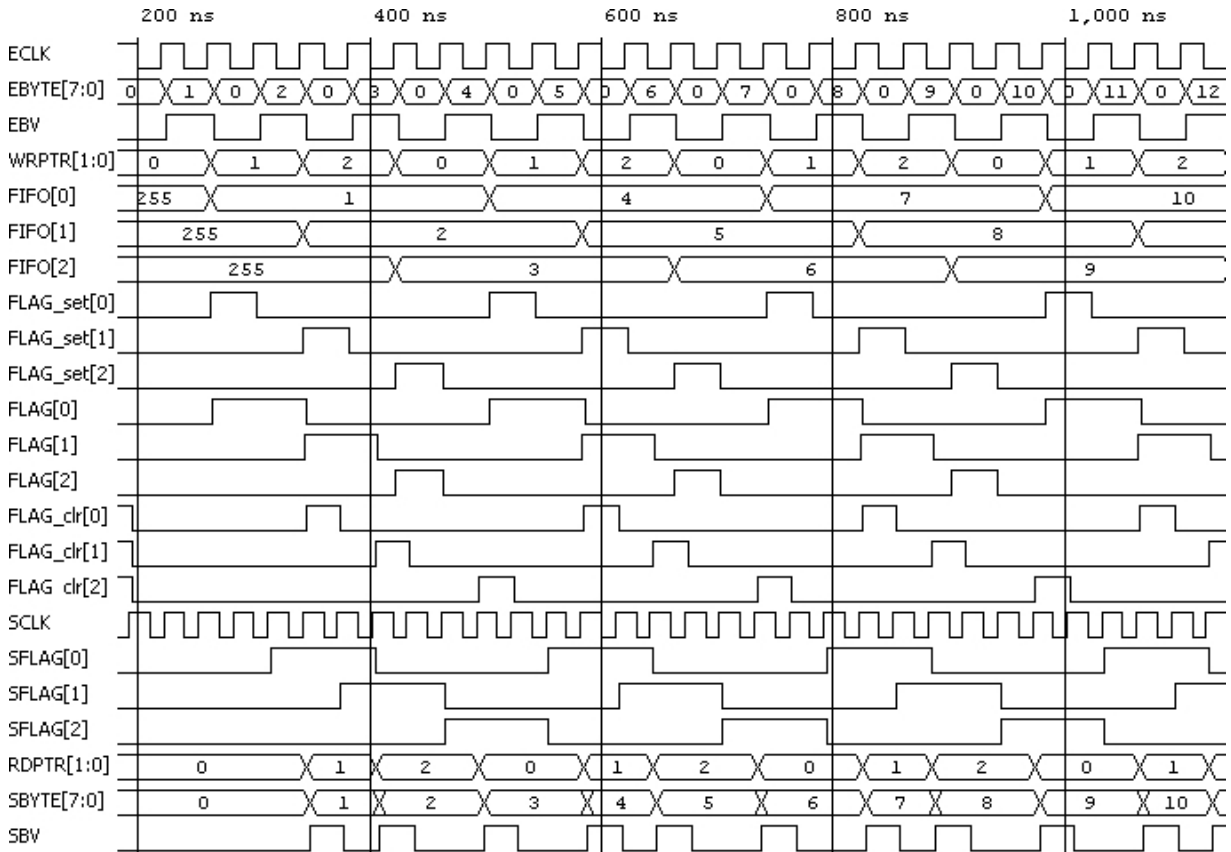 200 ns 400 ns 600 ns 800 ns 1,000 ns
ECLK
EBYTE[7:0] 0 1 0 2 0 3 0 4 0 5 0 6 0 7 0 8 0 9 0 10 0 11 0 12
EBV
WRPTR[1:0] 0 1 2 0 1 2 0 1 2 0 1 2
FIFO[0] 255 1 4 7 10
FIFO[1] 255 2 5 8
FIFO[2] 255 3 6 9
FLAG_set[0]
FLAG_set[1]
FLAG_set[2]
FLAG[0]
FLAG[1]
FLAG[2]
FLAG_clr[0]
FLAG_clr[1]
FLAG clr[2]
SCLK
SFLAG[0]
SFLAG[1]
SFLAG[2]
RDPTR[1:0] 0 1 2 0 1 2 0 1 2 0 1
SBYTE[7:0] 0 1 2 3 4 5 6 7 8 9 10
SBV